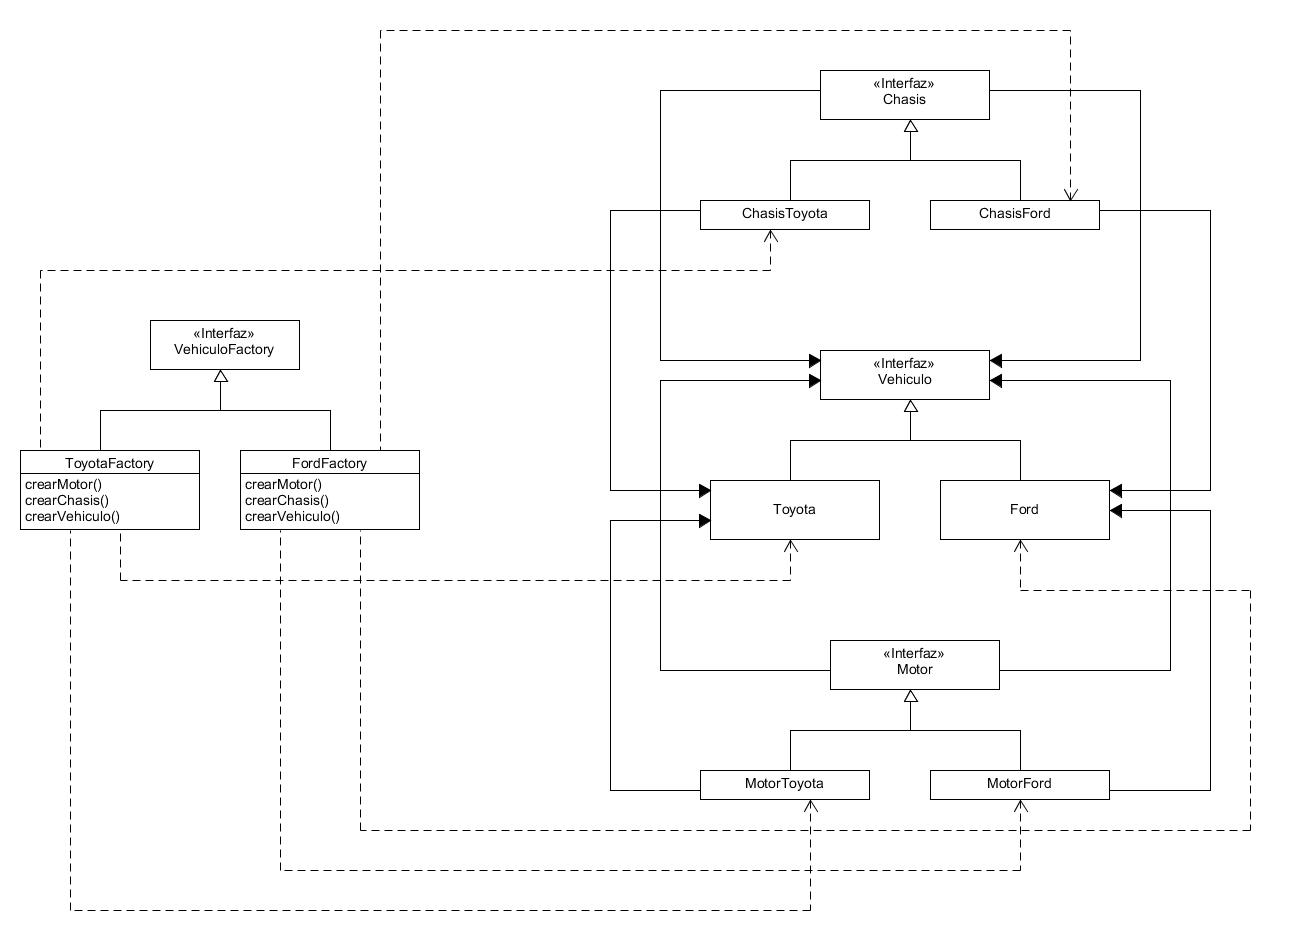 «Interfaz»
Chasis
ChasisToyota
ChasisFord
«Interfaz»
VehiculoFactory
«Interfaz»
Vehiculo
ToyotaFactory
crearMotor()
crearChasis()
crearVehiculo()
FordFactory
crearMotor()
crearChasis()
crearVehiculo()
Toyota
Ford
«Interfaz»
Motor
MotorToyota
MotorFord